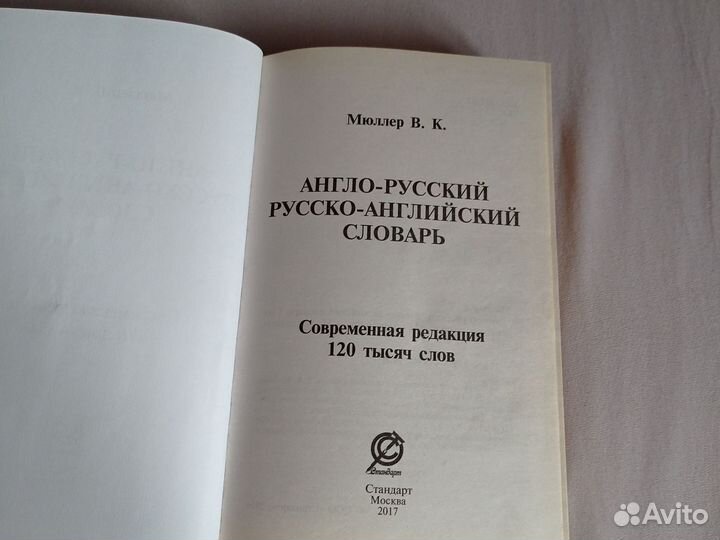 Мюллер В. К.
АНГЛО-РУССКИЙ
РУССКО-АНГЛИЙСКИЙ
СЛОВАРЬ
Современная редакция
120 тысяч слов
Стандарт
Стандарт
Москва
2017
Avito